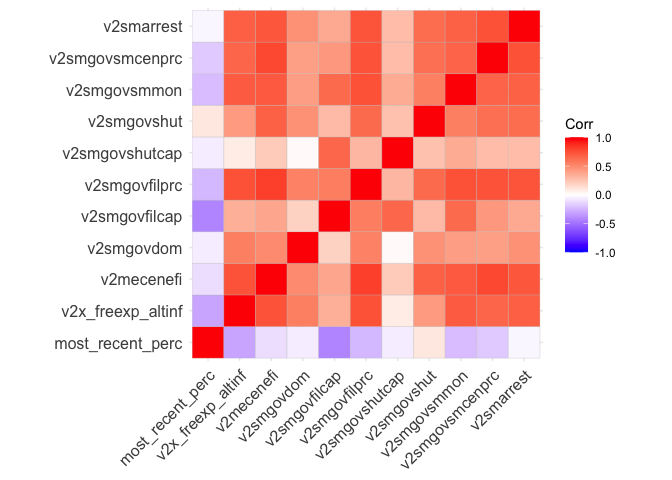 v2smarrest
v2smgovsmcenprc
v2smgovsmmon
v2smgovshut
v2smgovshutcap
v2smgovfilprc
v2smgovfilcap
v2smgovdom
v2mecenefi
v2x_freexp_altinf
most_recent_perc
most_recent_perc
v2x_freexp_altinf
v2mecenefi
v2smgovdom
v2smgovfilcap
v2smgovfilprc
v2smgovshutcap
v2smgovshut
v2smgovsmmon
v2smgovsmcenprc
v2smarrest
Corr
1.0
0.5
0.0
-0.5
-1.0